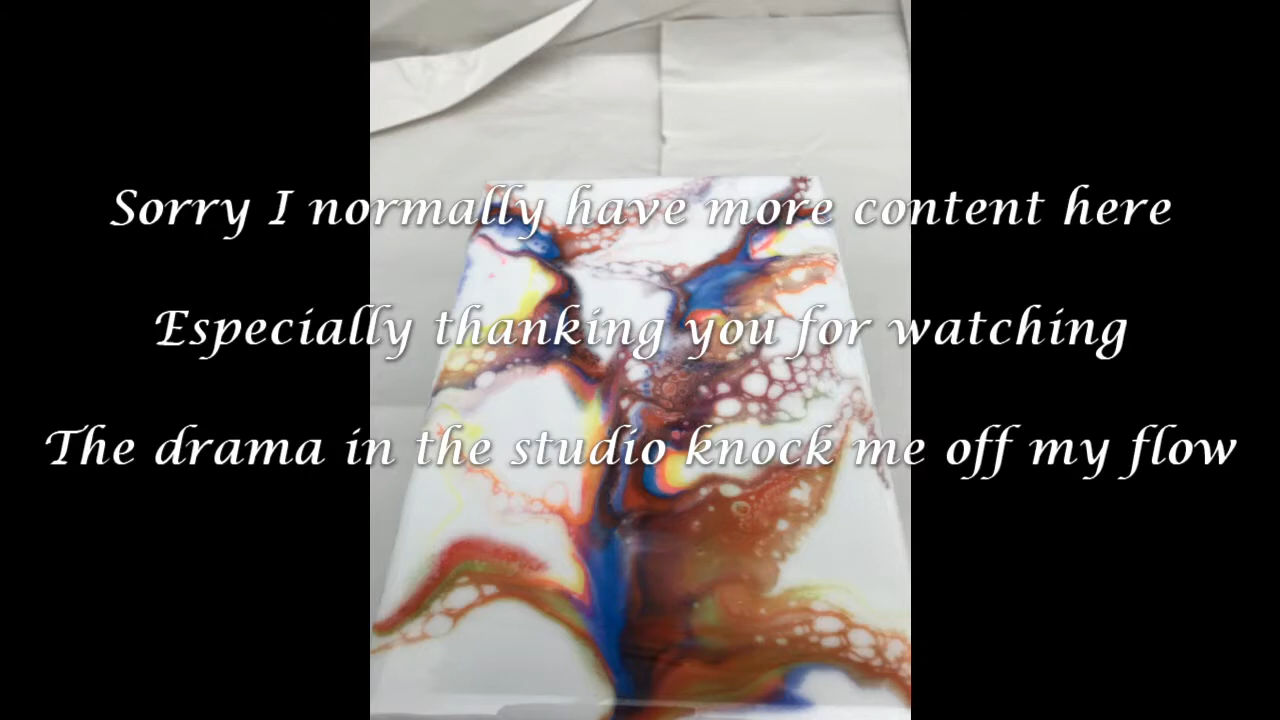 Sorry I normally have more content here
Especially thanking you for watching
The drama in the studio knock me off my flow